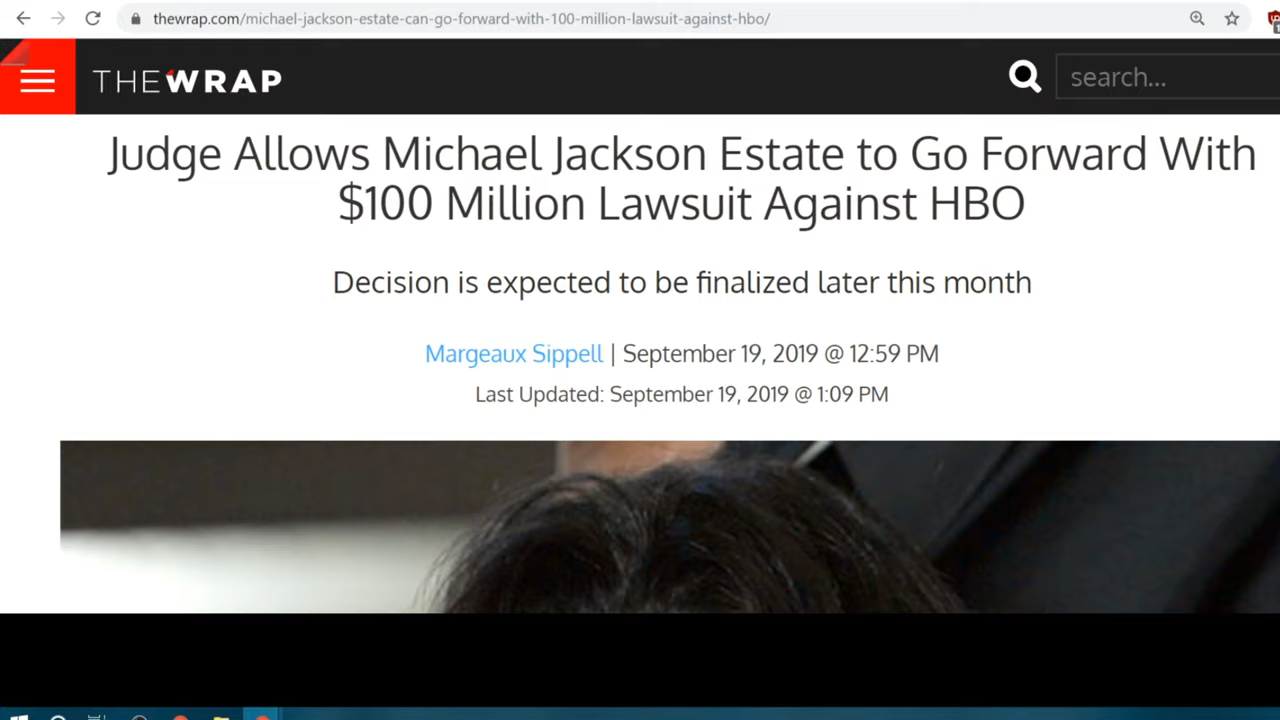 thewrap.com/michael-jackson-estate-can-go-forward-with-100-million-lawsuit-against-hbo/
THEWRAP
search...
Judge Allows Michael Jackson Estate to Go Forward With
$100 Million Lawsuit Against HBO
Decision is expected to be finalized later this month
Margeaux Sippell | September 19, 2019 @ 12:59 PM
Last Updated: September 19, 2019 @ 1:09 PM